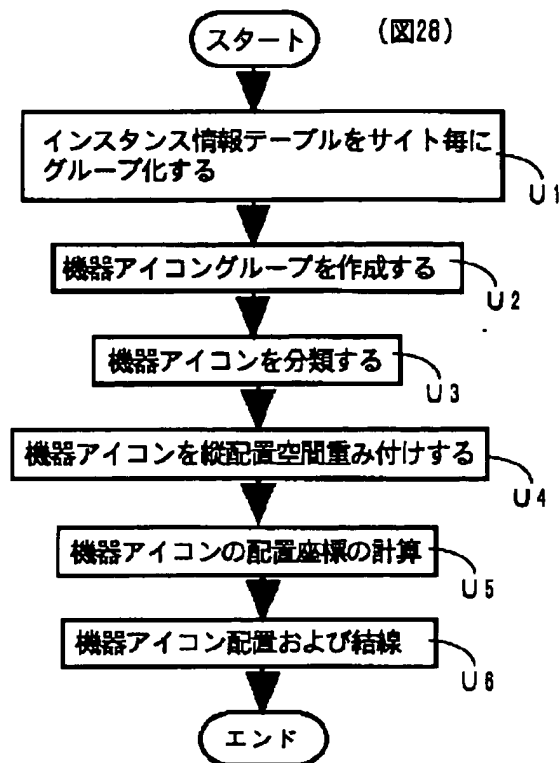 (図28)
スタート
インスタンス情報テーブルをサイト毎に
グループ化する
U1
機器アイコングループを作成する
U2
機器アイコンを分類する
U3
機器アイコンを縦配置空間重み付けする
U4
機器アイコンの配置座標の計算
U5
機器アイコン配置および結線
U6
エンド